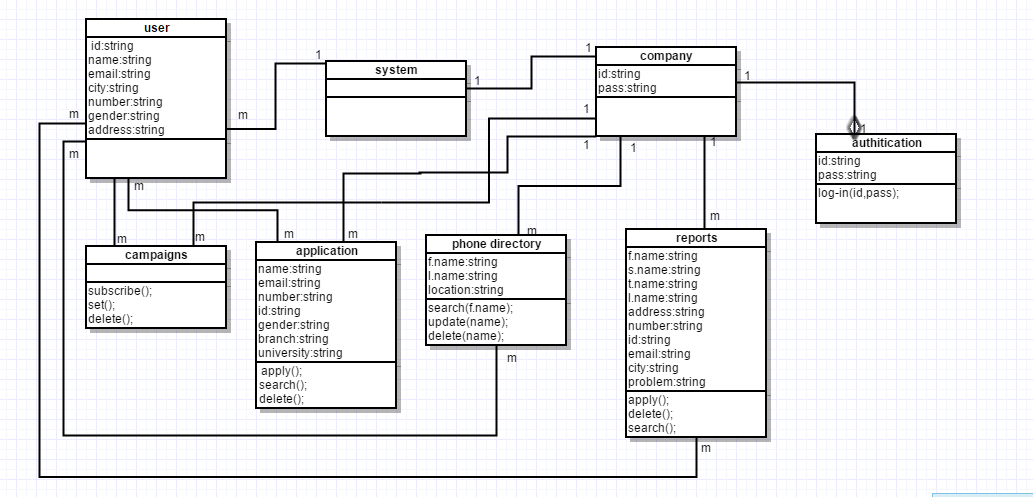 user
id:string
name:string
email:string
city:string
number:string
gender:string
address:string
m
m
m
m
1
system
1
1
company
id:string
pass:string
1
1
1
1
1
1
authitication
id:string
pass:string
log-in(id,pass);
m
campaigns
subscribe();
set();
delete();
m
m
m
application
name:string
email:string
number:string
id:string
gender:string
branch:string
university:string
apply();
search();
delete();
m
phone directory
f.name:string
l.name:string
location:string
search(f.name);
update(name);
delete(name);
m
m
reports
f.name:string
s.name:string
t.name:string
l.name:string
address:string
number:string
id:string
email:string
city:string
problem:string
apply();
delete();
search();
m